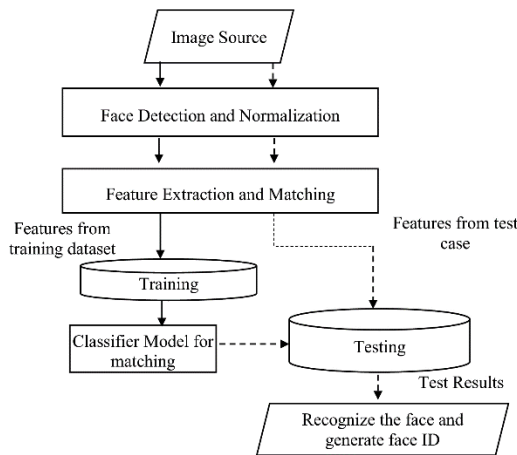 Image Source
Face Detection and Normalization
Feature Extraction and Matching
Features from
training dataset
Features from test
case
Training
Classifier Model for
matching
Testing
Test Results
Recognize the face and
generate face ID